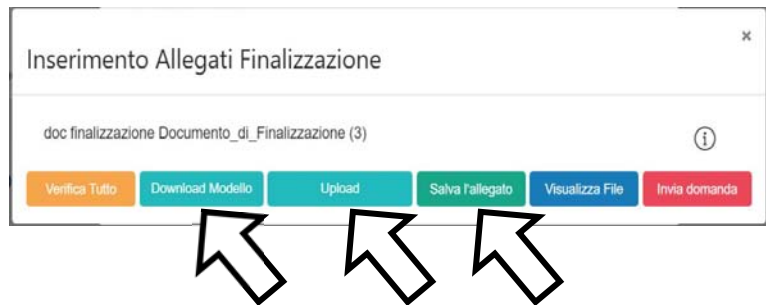 Inserimento Allegati Finalizzazione
×
doc finalizzazione Documento_di_Finalizzazione (3)
i
Verifica Tutto Download Modello Upload Salva l'allegato Visualizza File Invia domanda